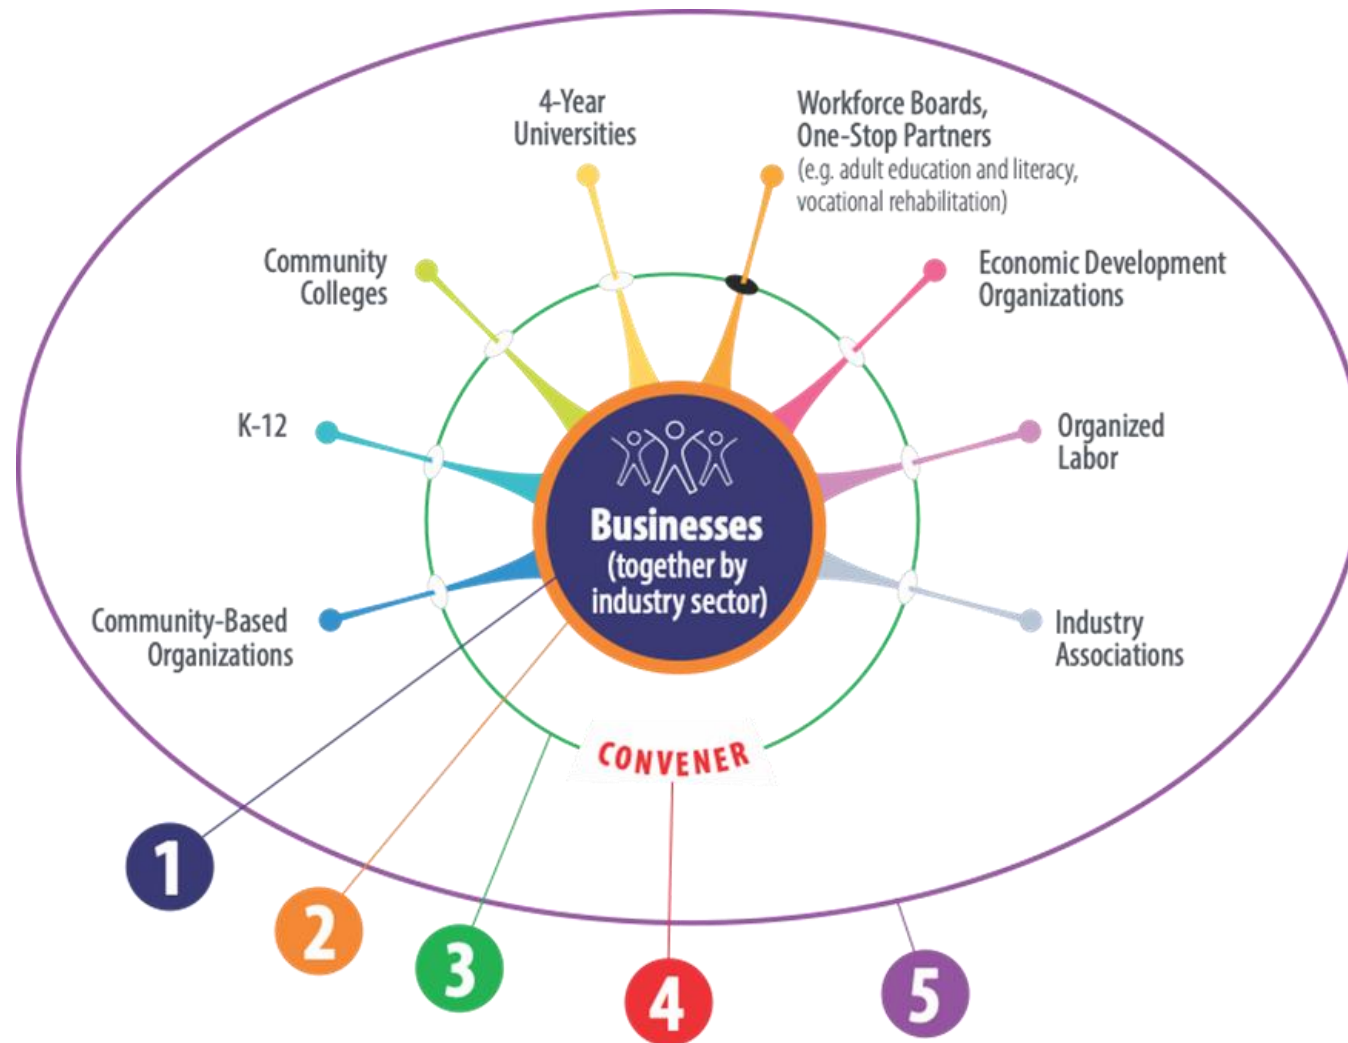 4-Year
Universities
Workforce Boards,
One-Stop Partners
(e.g. adult education and literacy,
vocational rehabilitation)
Community
Colleges
Economic Development
Organizations
K-12
Organized
Labor
Businesses
(together by
industry sector)
Community-Based
Organizations
Industry
Associations
CONVENER
1
2
3
4
5